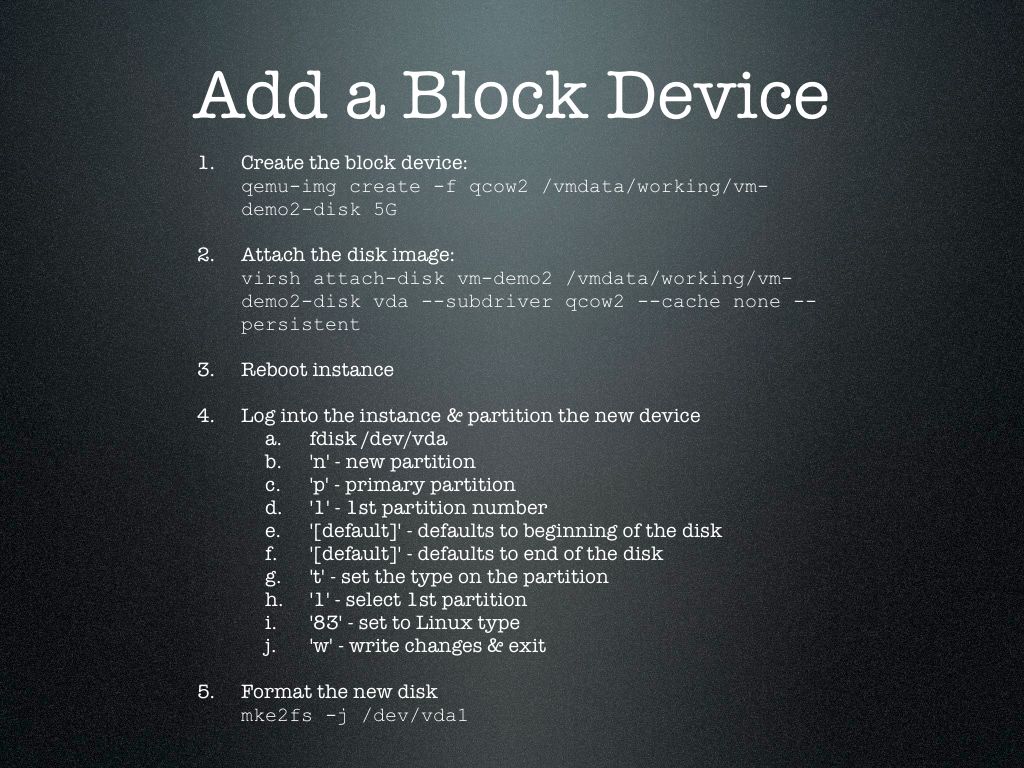 Add a Block Device
1. Create the block device:
qemu-img create -f qcow2 /vmdata/working/vm-
demo2-disk 5G
2. Attach the disk image:
virsh attach-disk vm-demo2 /vmdata/working/vm-
demo2-disk vda --subdriver qcow2 --cache none --
persistent
3. Reboot instance
4. Log into the instance & partition the new device
a. fdisk /dev/vda
b. 'n' - new partition
c. 'p' - primary partition
d. '1' - 1st partition number
e. '[default]' - defaults to beginning of the disk
f. '[default]' - defaults to end of the disk
g. 't' - set the type on the partition
h. '1' - select 1st partition
i. '83' - set to Linux type
j. 'w' - write changes & exit
5. Format the new disk
mke2fs -j /dev/vda1